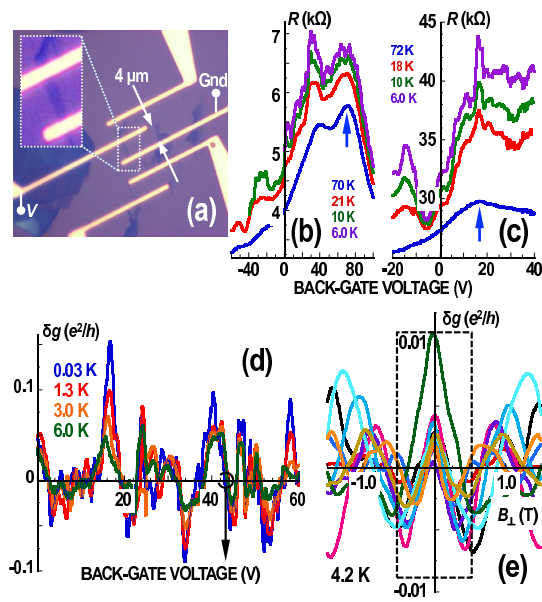 4 µm
Gnd
V
(a)
R (kΩ)
7
6
5
4
70 K
21 K
10 K
6.0 K
(b)
-40
0
40
80
R (kΩ)
45
40
35
30
72 K
18 K
10 K
6.0 K
(c)
-20
0
20
40
BACK-GATE VOLTAGE (V)
δg (e²/h)
0.1
0
-0.1
0.03 K
1.3 K
3.0 K
6.0 K
(d)
20
40
60
BACK-GATE VOLTAGE (V)
δg (e²/h)
0.01
-1.0
1.0
B⊥ (T)
4.2 K
-0.01
(e)